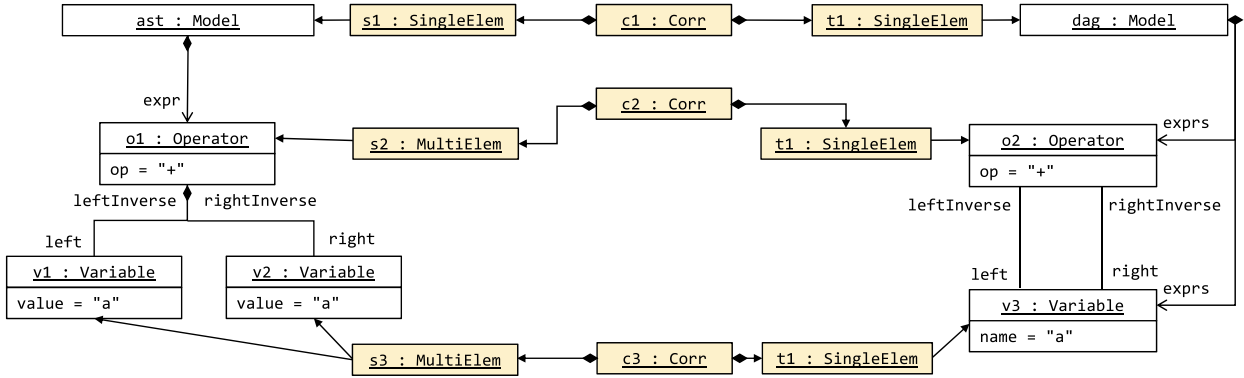 ast : Model
s1 : SingleElem
c1 : Corr
t1 : SingleElem
dag : Model
expr
c2 : Corr
exprs
o1 : Operator
op = "+"
s2 : MultiElem
t1 : SingleElem
o2 : Operator
op = "+"
leftInverse
rightInverse
leftInverse
rightInverse
left
right
left
right
v1 : Variable
value = "a"
v2 : Variable
value = "a"
exprs
v3 : Variable
name = "a"
s3 : MultiElem
c3 : Corr
t1 : SingleElem